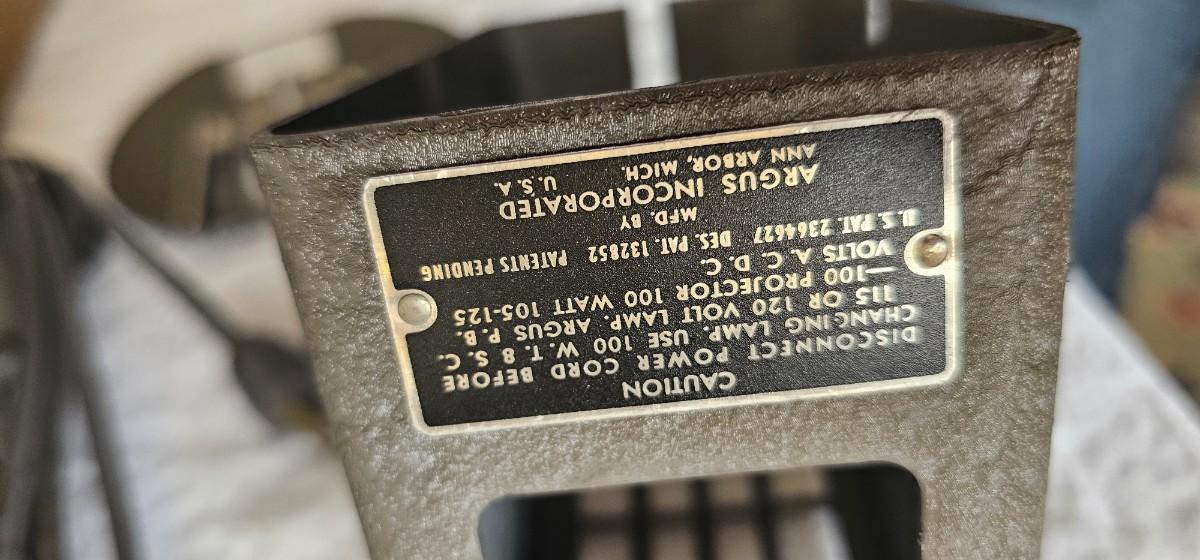 CAUTION
DISCONNECT POWER CORD BEFORE
CHANGING LAMP. USE 100 W. T. 8 S. C.
115 OR 120 VOLT LAMP. ARGUS P. B.
—100 PROJECTOR 100 WATT 105-125
VOLTS A. C. D. C.
U. S. PAT. 2364627 DES. PAT. 132852 PATENTS PENDING
MFD. BY
ARGUS INCORPORATED
ANN ARBOR, MICH. U. S. A.